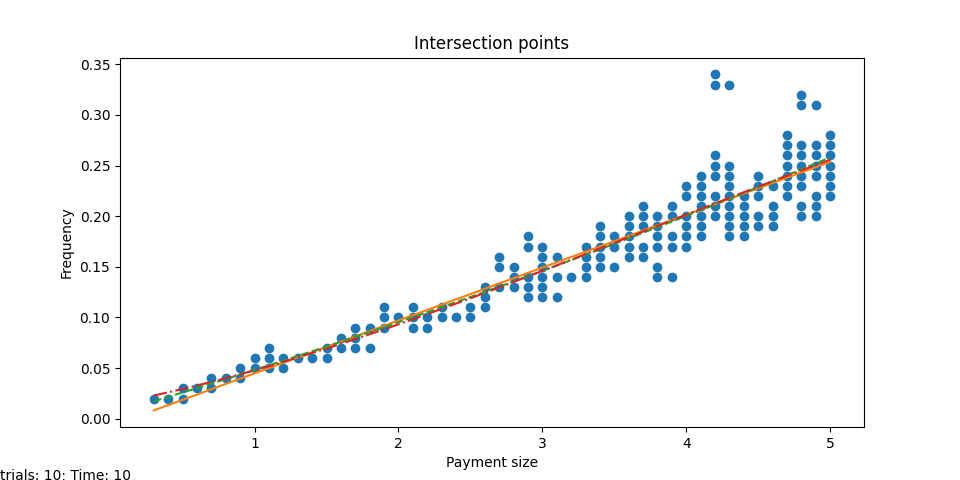 Intersection points
0.35
0.30
0.25
0.20
0.15
0.10
0.05
0.00
Frequency
1 2 3 4 5
Payment size
trials: 10: Time: 10